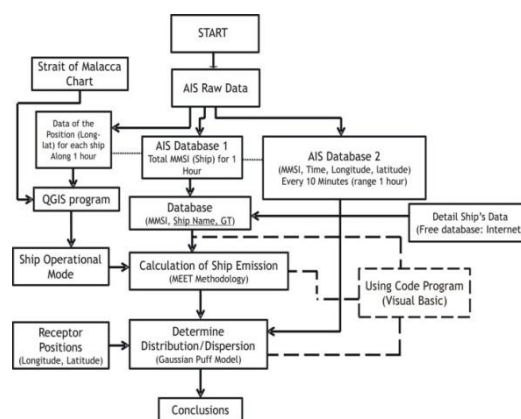 START
Strait of Malacca
Chart
AIS Raw Data
Data of the
Position (Long-
lat) for each ship
Along 1 hour
AIS Database 1
Total MMSI (Ship) for 1
Hour
AIS Database 2
(MMSI, Time, Longitude, latitude)
Every 10 Minutes (range 1 hour)
QGIS program
Database
(MMSI, Ship Name, GT)
Detail Ship's Data
(Free database: Internet)
Ship Operational
Mode
Calculation of Ship Emission
(MEET Methodology)
Using Code Program
(Visual Basic)
Receptor
Positions
(Longitude, Latitude)
Determine
Distribution/Dispersion
(Gaussian Puff Model)
Conclusions